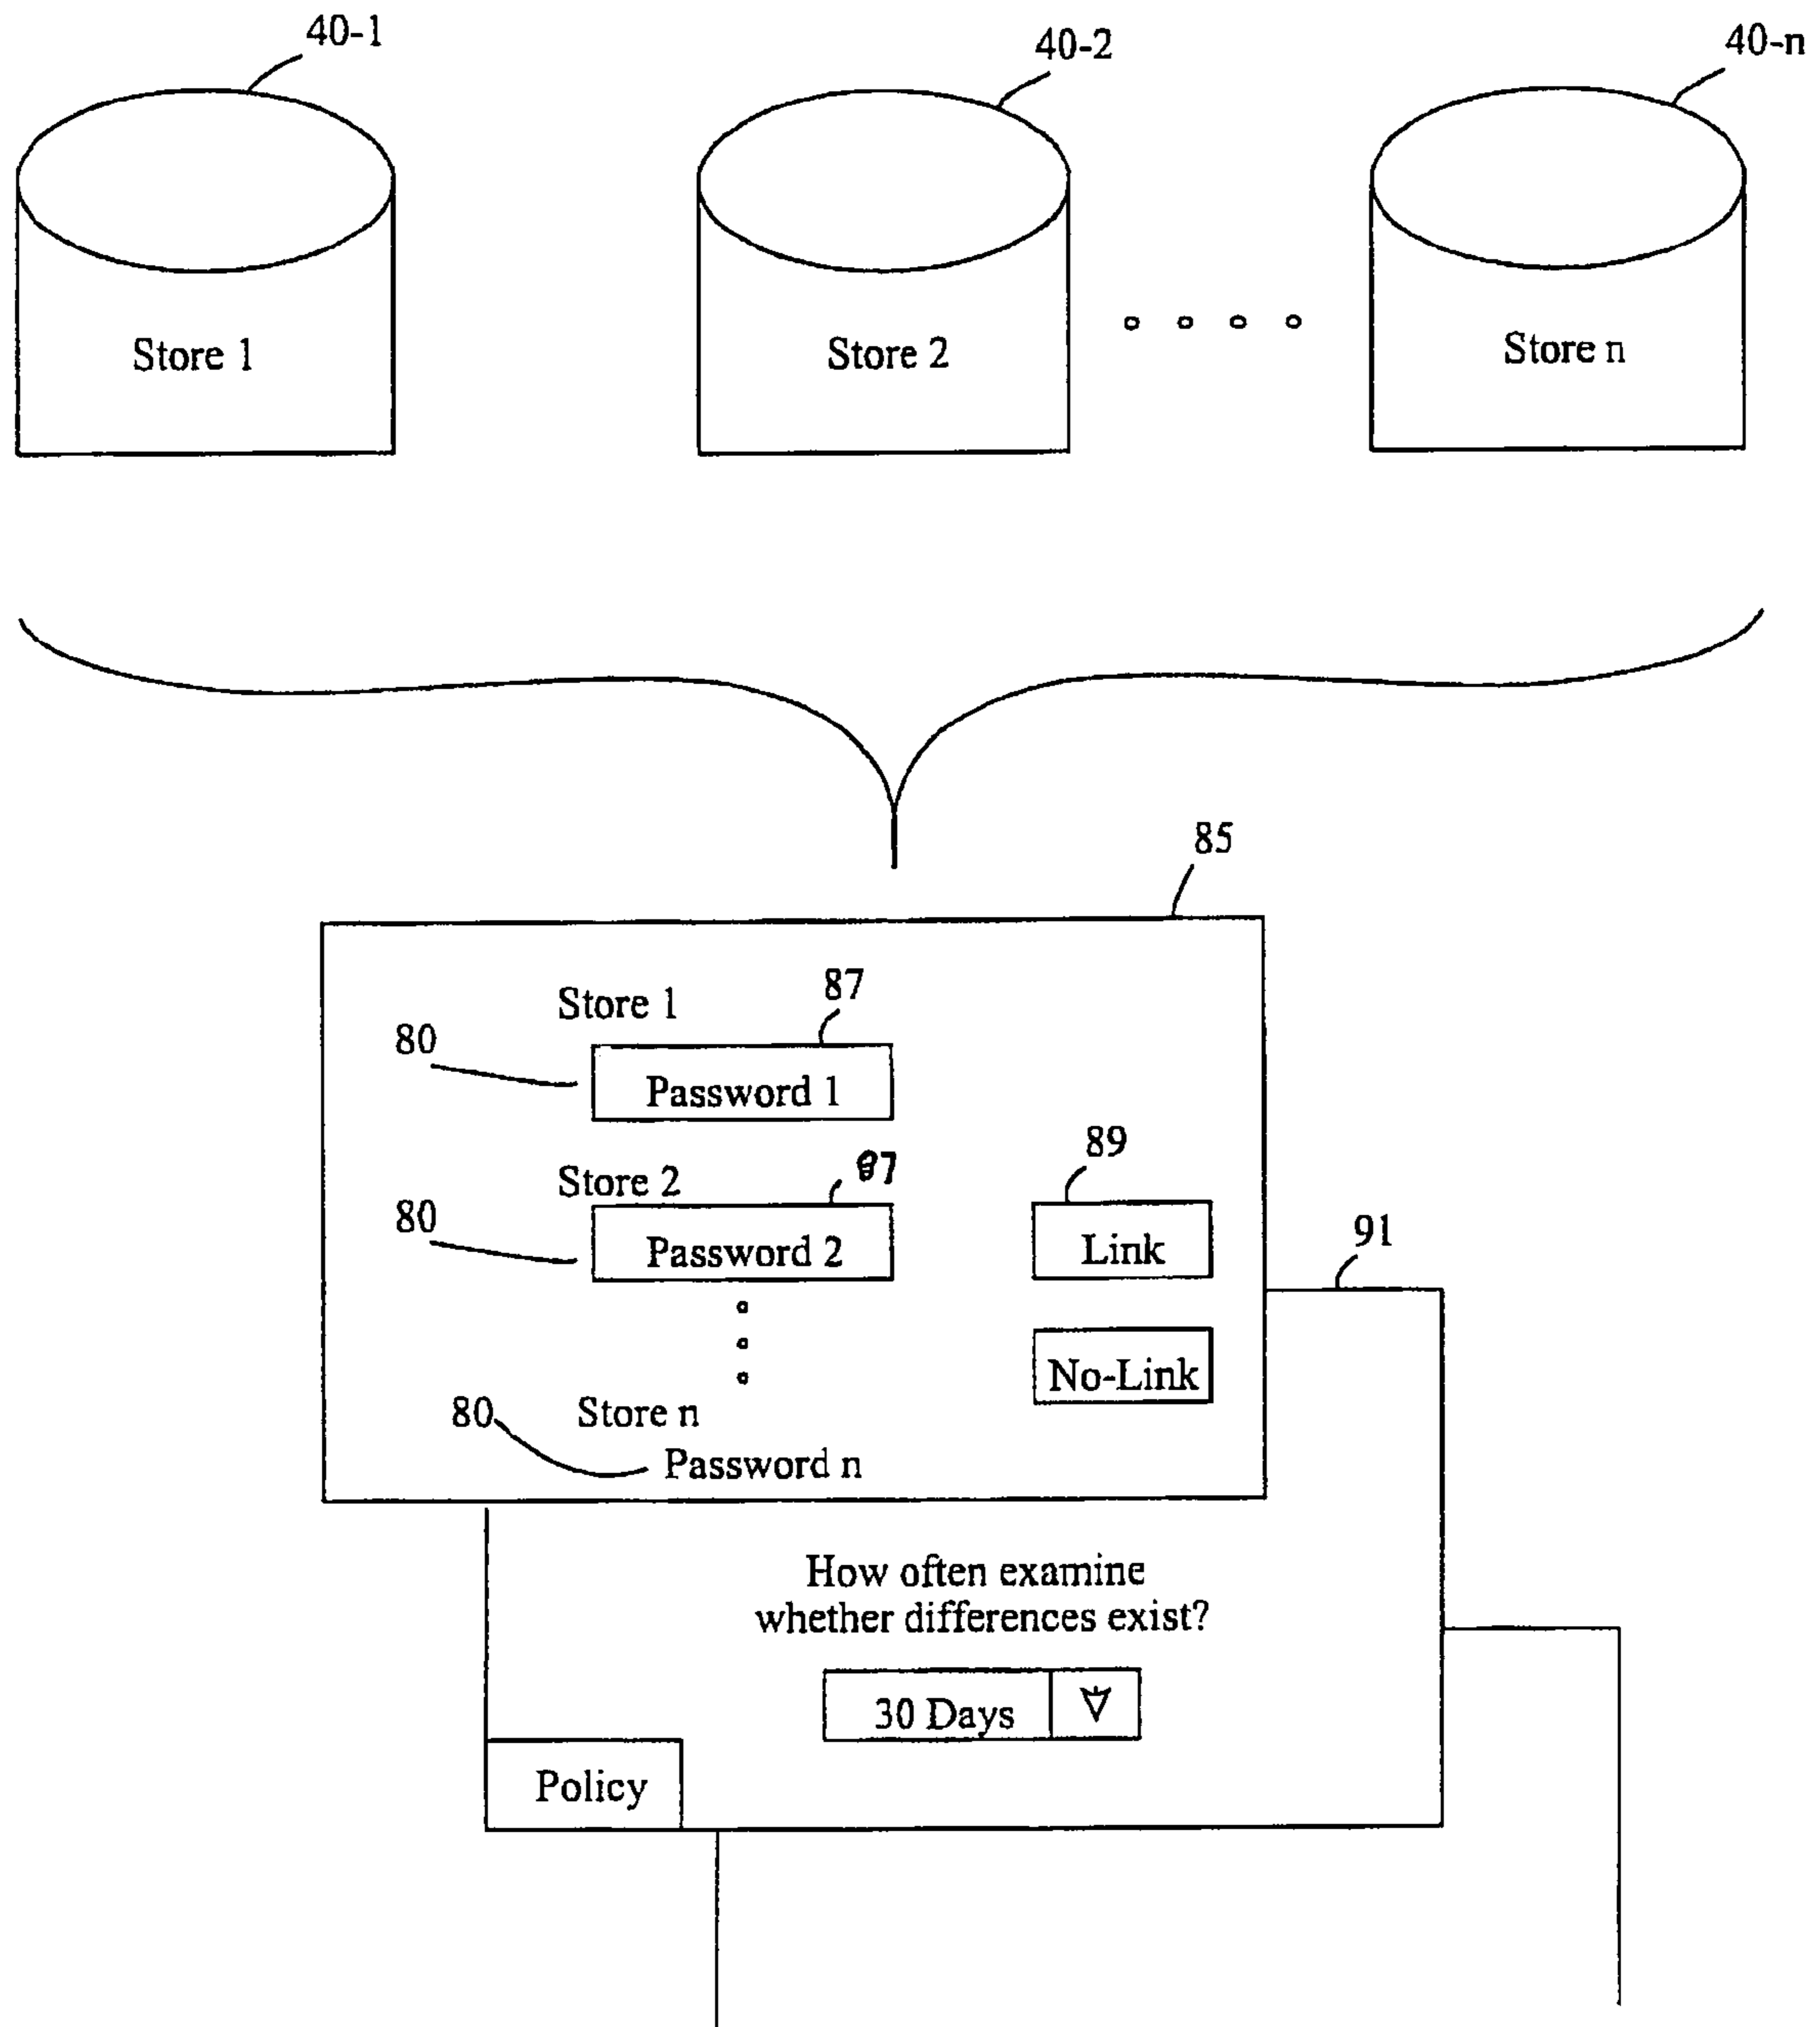 40-1
40-2
40-n
Store 1
Store 2
Store n
85
Store 1
87
80
Password 1
Store 2
87
89
80
Password 2
Link
91
No-Link
Store n
80
Password n
How often examine
whether differences exist?
30 Days
Policy